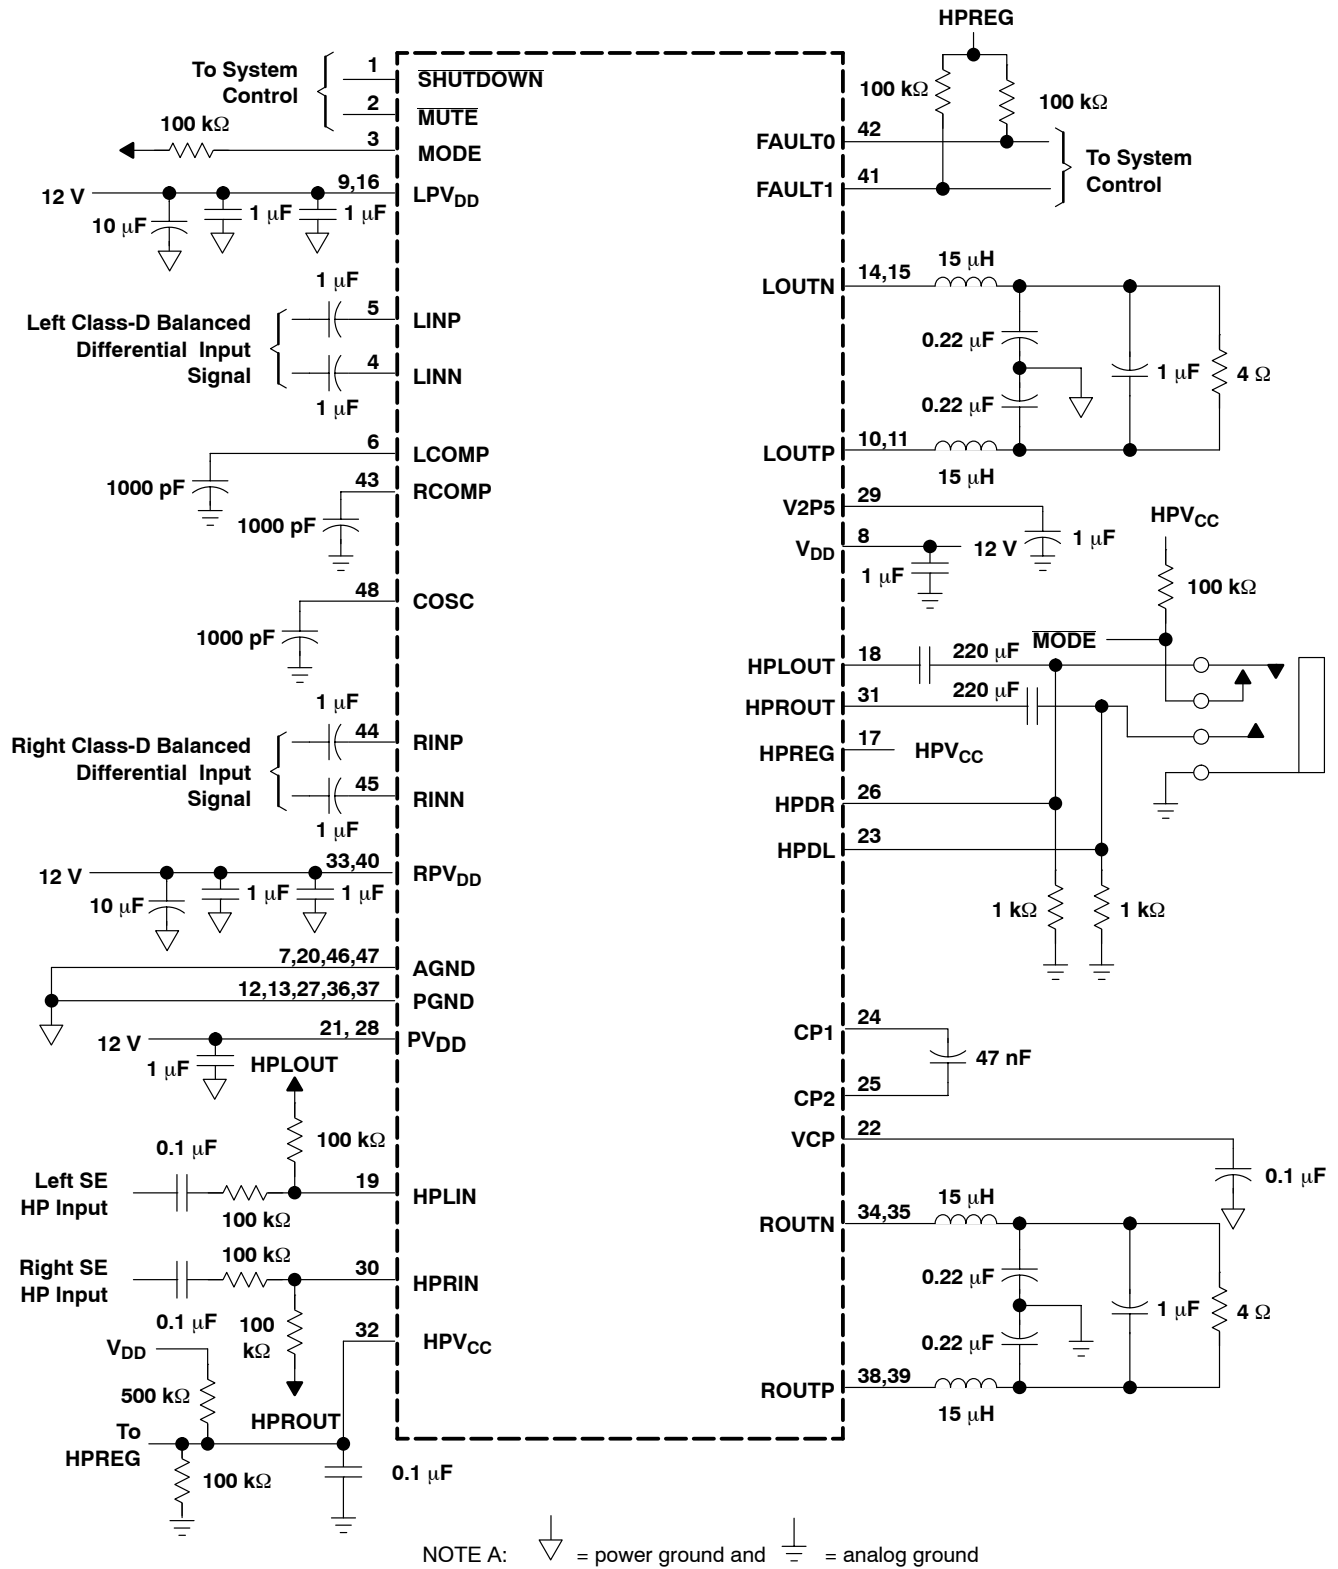 HPREG
To System
Control
1
SHUTDOWN
2
MUTE
100 kΩ
3
MODE
100 kΩ
100 kΩ
FAULT0
42
FAULT1
41
To System
Control
12 V
9,16
LPVDD
10 μF
1 μF
1 μF
1 μF
5
LINP
Left Class-D Balanced
Differential Input
Signal
4
LINN
1 μF
LOUTN
14,15
15 μH
0.22 μF
0.22 μF
1 μF
4 Ω
LOUTP
10,11
15 μH
6
LCOMP
1000 pF
43
RCOMP
1000 pF
V2P5
29
1 μF
VDD
8
12 V
1 μF
HPVCC
100 kΩ
MODE
48
COSC
1000 pF
HPLOUT
18
220 μF
HPROUT
31
220 μF
HPREG
17
HPVCC
HPDR
26
HPDL
23
1 kΩ
1 kΩ
1 μF
44
RINP
Right Class-D Balanced
Differential Input
Signal
45
RINN
1 μF
12 V
33,40
RPVDD
10 μF
1 μF
1 μF
7,20,46,47
AGND
12,13,27,36,37
PGND
12 V
21, 28
PVDD
1 μF
HPLOUT
100 kΩ
CP1
24
47 nF
CP2
25
VCP
22
0.1 μF
0.1 μF
Left SE
HP Input
19
HPLIN
100 kΩ
100 kΩ
Right SE
HP Input
30
HPRIN
0.1 μF
100
kΩ
32
HPVCC
VDD
500 kΩ
HPROUT
To
HPREG
100 kΩ
0.1 μF
ROUTN
34,35
15 μH
0.22 μF
0.22 μF
1 μF
4 Ω
ROUTP
38,39
15 μH
NOTE A: = power ground and = analog ground